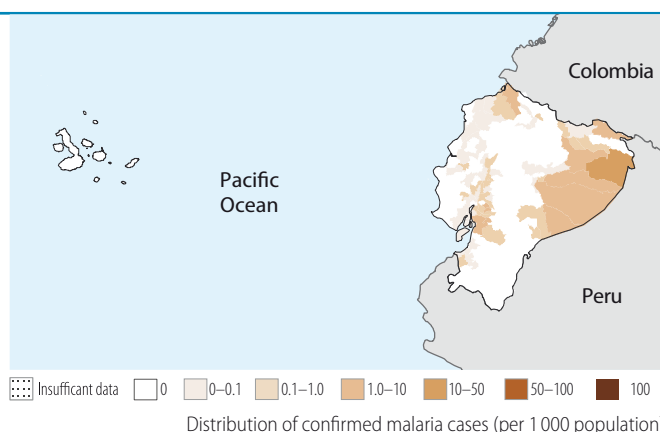 Colombia
Pacific
Ocean
Peru
Insufficant data 0 0–0.1 0.1–1.0 1.0–10 10–50 50–100 100
Distribution of confirmed malaria cases (per 1 000 population)